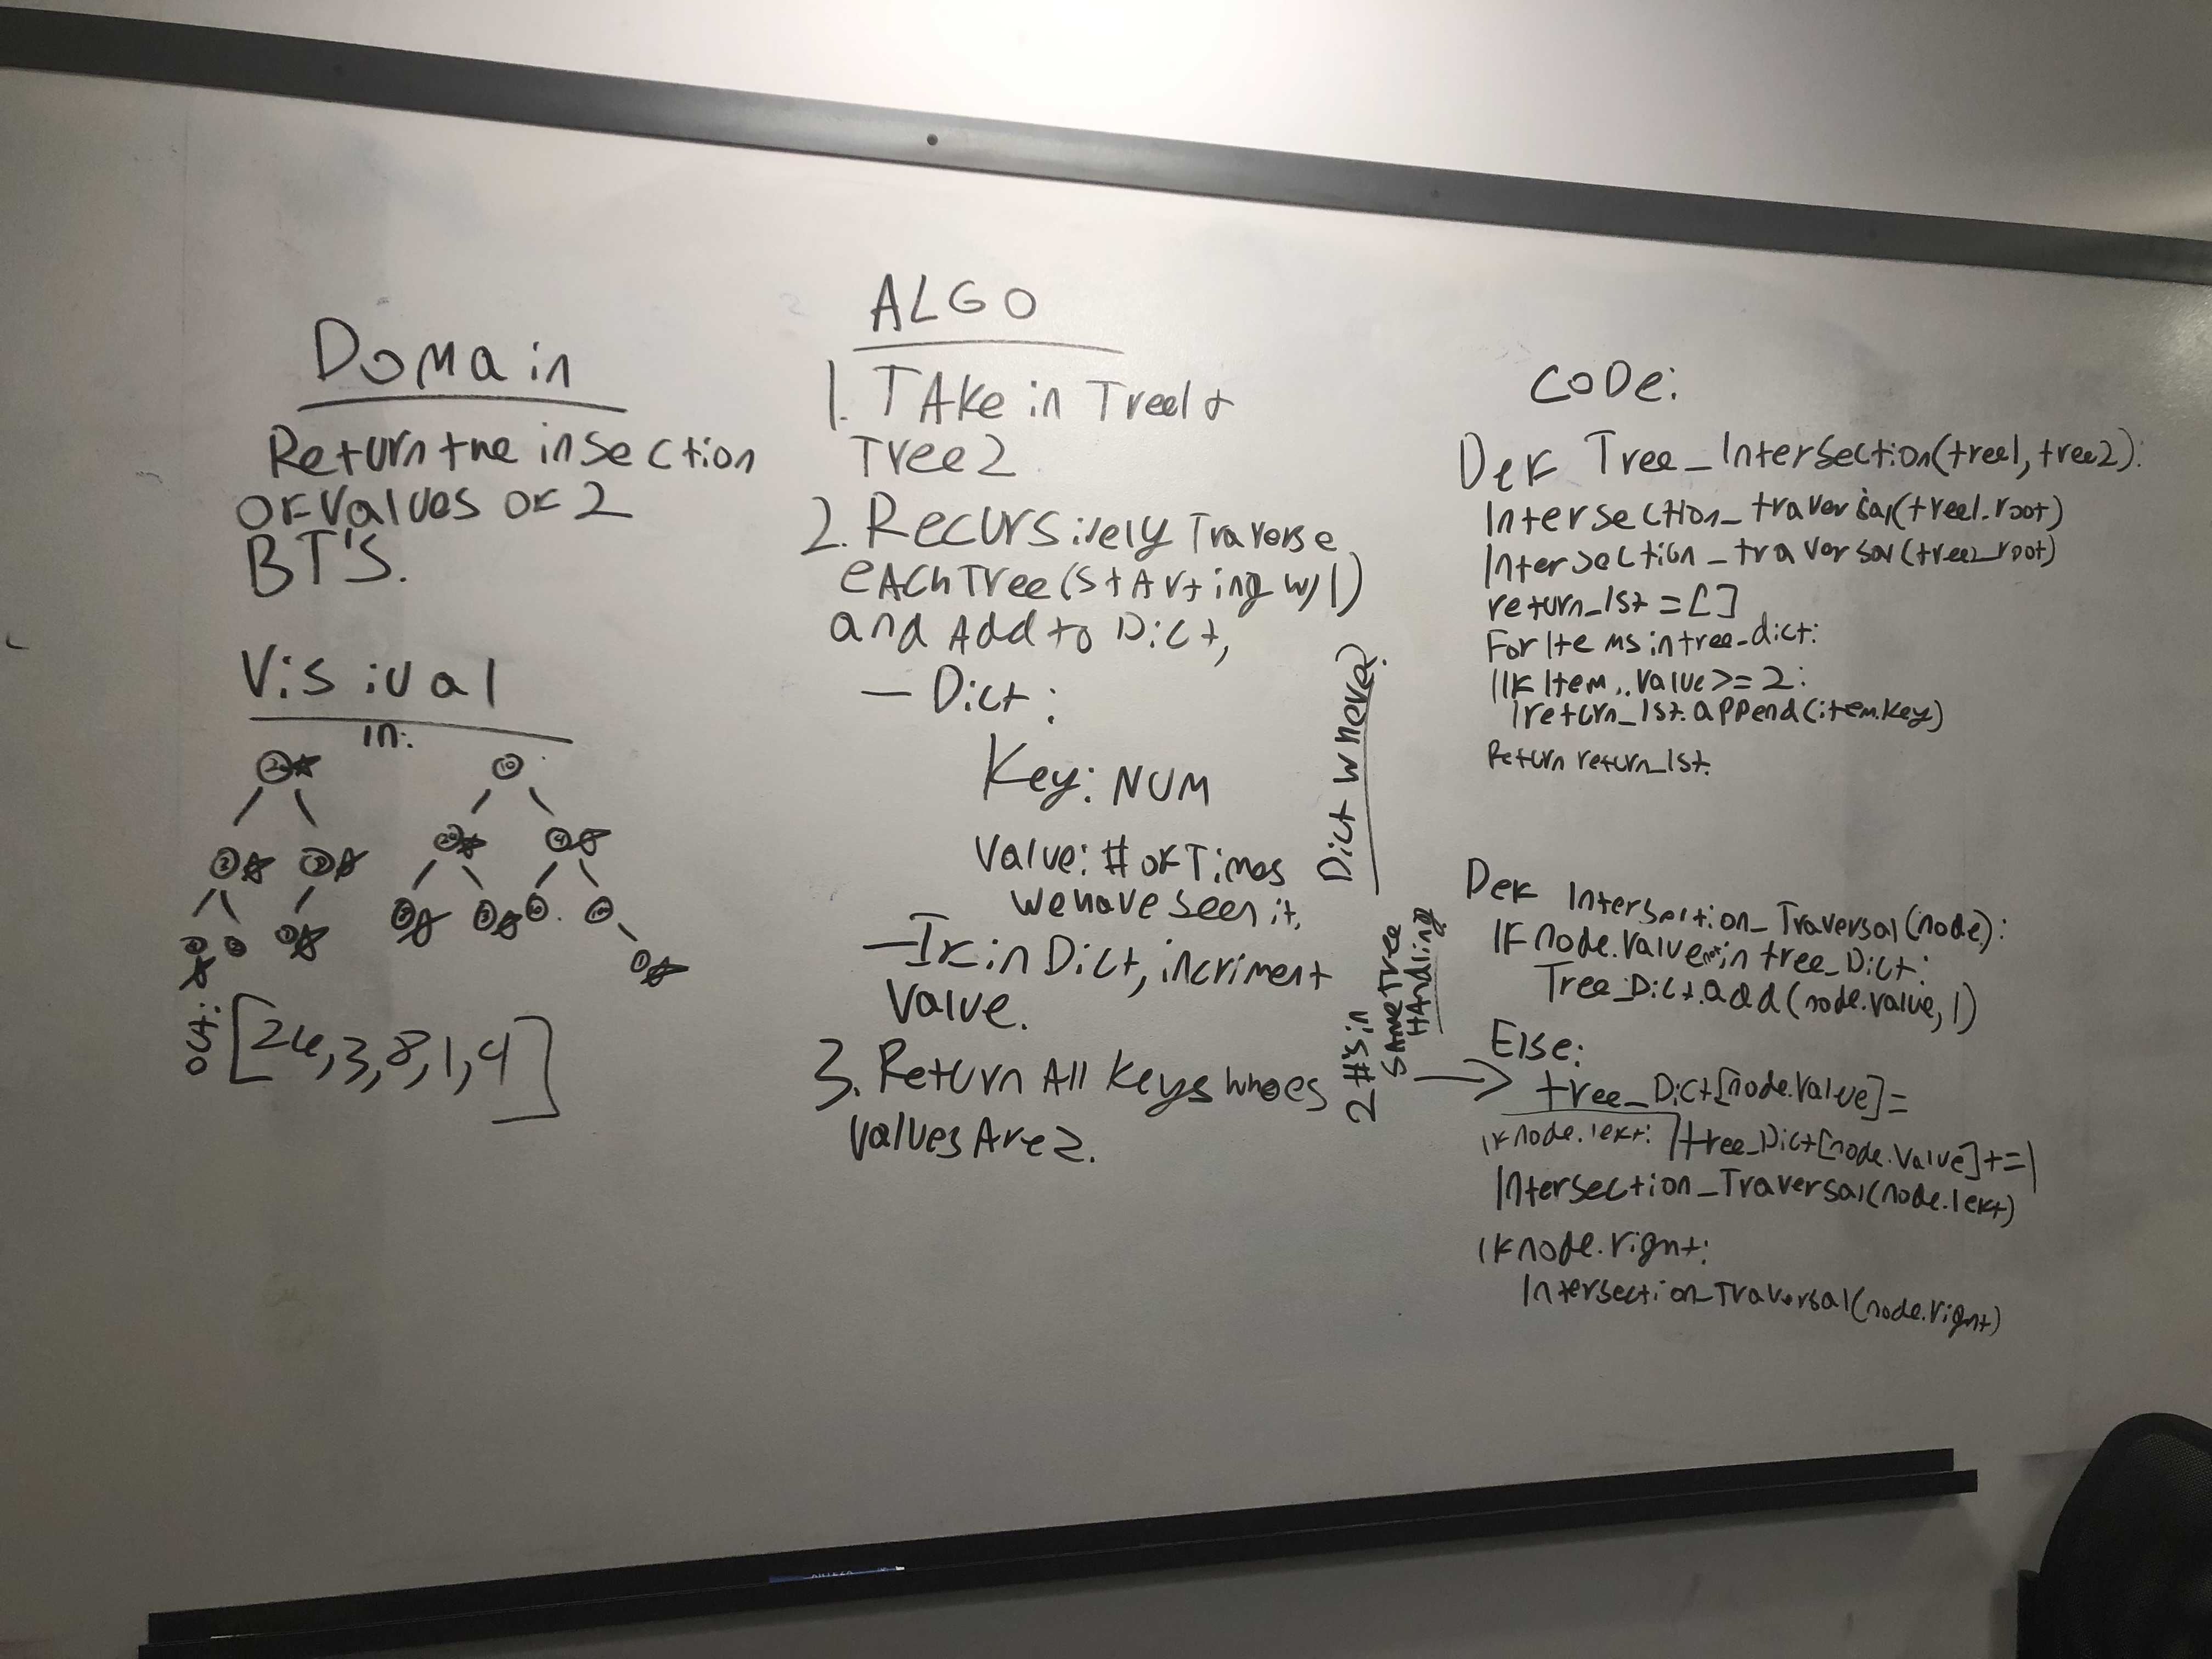 Domain
Return the insection
of values of 2
BT'S.
Visiual
in:
10
out: [26,3,8,1,4]
ALGO
1. TAke in Tree1 &
Tree2
2. Recursively Traverse
eAch Tree (stArting w/1)
and Add to Dict,
— Dict:
Key: NUM
Value: # of Times
we have seen it,
— If in Dict, incriment
Value.
3. Return All keys whoes
values Are 2.
Dict where?
2 #'s in
SAME Tree
HAndling
CODe:
Def Tree_Intersection(tree1, tree2):
Intersection_traversal(tree1.root)
Intersection_traversal(tree2.root)
return_lst = []
For Items in tree_dict:
If Item..Value >= 2:
return_lst.append(item.key)
Return return_lst.
Def Intersection_Traversal(node):
If node.value not in tree_Dict:
Tree_Dict.add(node.value, 1)
Else:
tree_Dict[node.value]=
tree_Dict[node.value]+=1
If node.left:
Intersection_Traversal(node.left)
If node.right:
Intersection_Traversal(node.right)